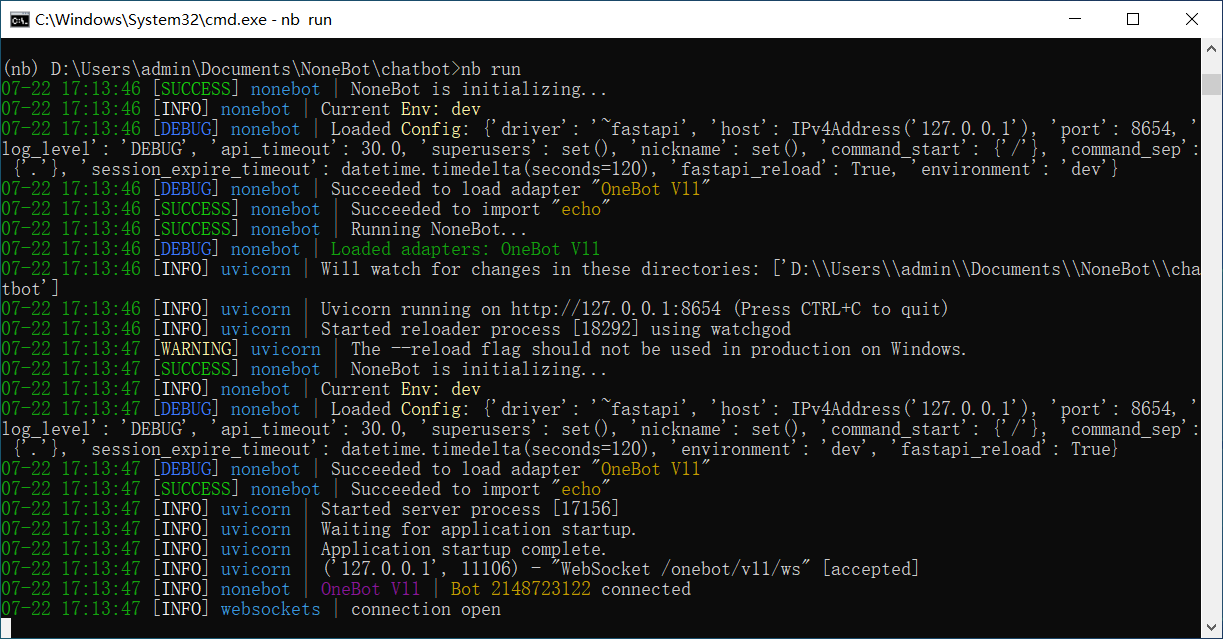 C:\Windows\System32\cmd.exe - nb  run
(nb) D:\Users\admin\Documents\NoneBot\chatbot>nb run
07-22 17:13:46 [SUCCESS] nonebot | NoneBot is initializing...
07-22 17:13:46 [INFO] nonebot | Current Env: dev
07-22 17:13:46 [DEBUG] nonebot | Loaded Config: {'driver': '~fastapi', 'host': IPv4Address('127.0.0.1'), 'port': 8654, '
log_level': 'DEBUG', 'api_timeout': 30.0, 'superusers': set(), 'nickname': set(), 'command_start': {'/'}, 'command_sep':
 {'.'}, 'session_expire_timeout': datetime.timedelta(seconds=120), 'fastapi_reload': True, 'environment': 'dev'}
07-22 17:13:46 [DEBUG] nonebot | Succeeded to load adapter "OneBot V11"
07-22 17:13:46 [SUCCESS] nonebot | Succeeded to import "echo"
07-22 17:13:46 [SUCCESS] nonebot | Running NoneBot...
07-22 17:13:46 [DEBUG] nonebot | Loaded adapters: OneBot V11
07-22 17:13:46 [INFO] uvicorn | Will watch for changes in these directories: ['D:\\Users\\admin\\Documents\\NoneBot\\cha
tbot']
07-22 17:13:46 [INFO] uvicorn | Uvicorn running on http://127.0.0.1:8654 (Press CTRL+C to quit)
07-22 17:13:46 [INFO] uvicorn | Started reloader process [18292] using watchgod
07-22 17:13:47 [WARNING] uvicorn | The --reload flag should not be used in production on Windows.
07-22 17:13:47 [SUCCESS] nonebot | NoneBot is initializing...
07-22 17:13:47 [INFO] nonebot | Current Env: dev
07-22 17:13:47 [DEBUG] nonebot | Loaded Config: {'driver': '~fastapi', 'host': IPv4Address('127.0.0.1'), 'port': 8654, '
log_level': 'DEBUG', 'api_timeout': 30.0, 'superusers': set(), 'nickname': set(), 'command_start': {'/'}, 'command_sep':
 {'.'}, 'session_expire_timeout': datetime.timedelta(seconds=120), 'environment': 'dev', 'fastapi_reload': True}
07-22 17:13:47 [DEBUG] nonebot | Succeeded to load adapter "OneBot V11"
07-22 17:13:47 [SUCCESS] nonebot | Succeeded to import "echo"
07-22 17:13:47 [INFO] uvicorn | Started server process [17156]
07-22 17:13:47 [INFO] uvicorn | Waiting for application startup.
07-22 17:13:47 [INFO] uvicorn | Application startup complete.
07-22 17:13:47 [INFO] uvicorn | ('127.0.0.1', 11106) - "WebSocket /onebot/v11/ws" [accepted]
07-22 17:13:47 [INFO] nonebot | OneBot V11 | Bot 2148723122 connected
07-22 17:13:47 [INFO] websockets | connection open